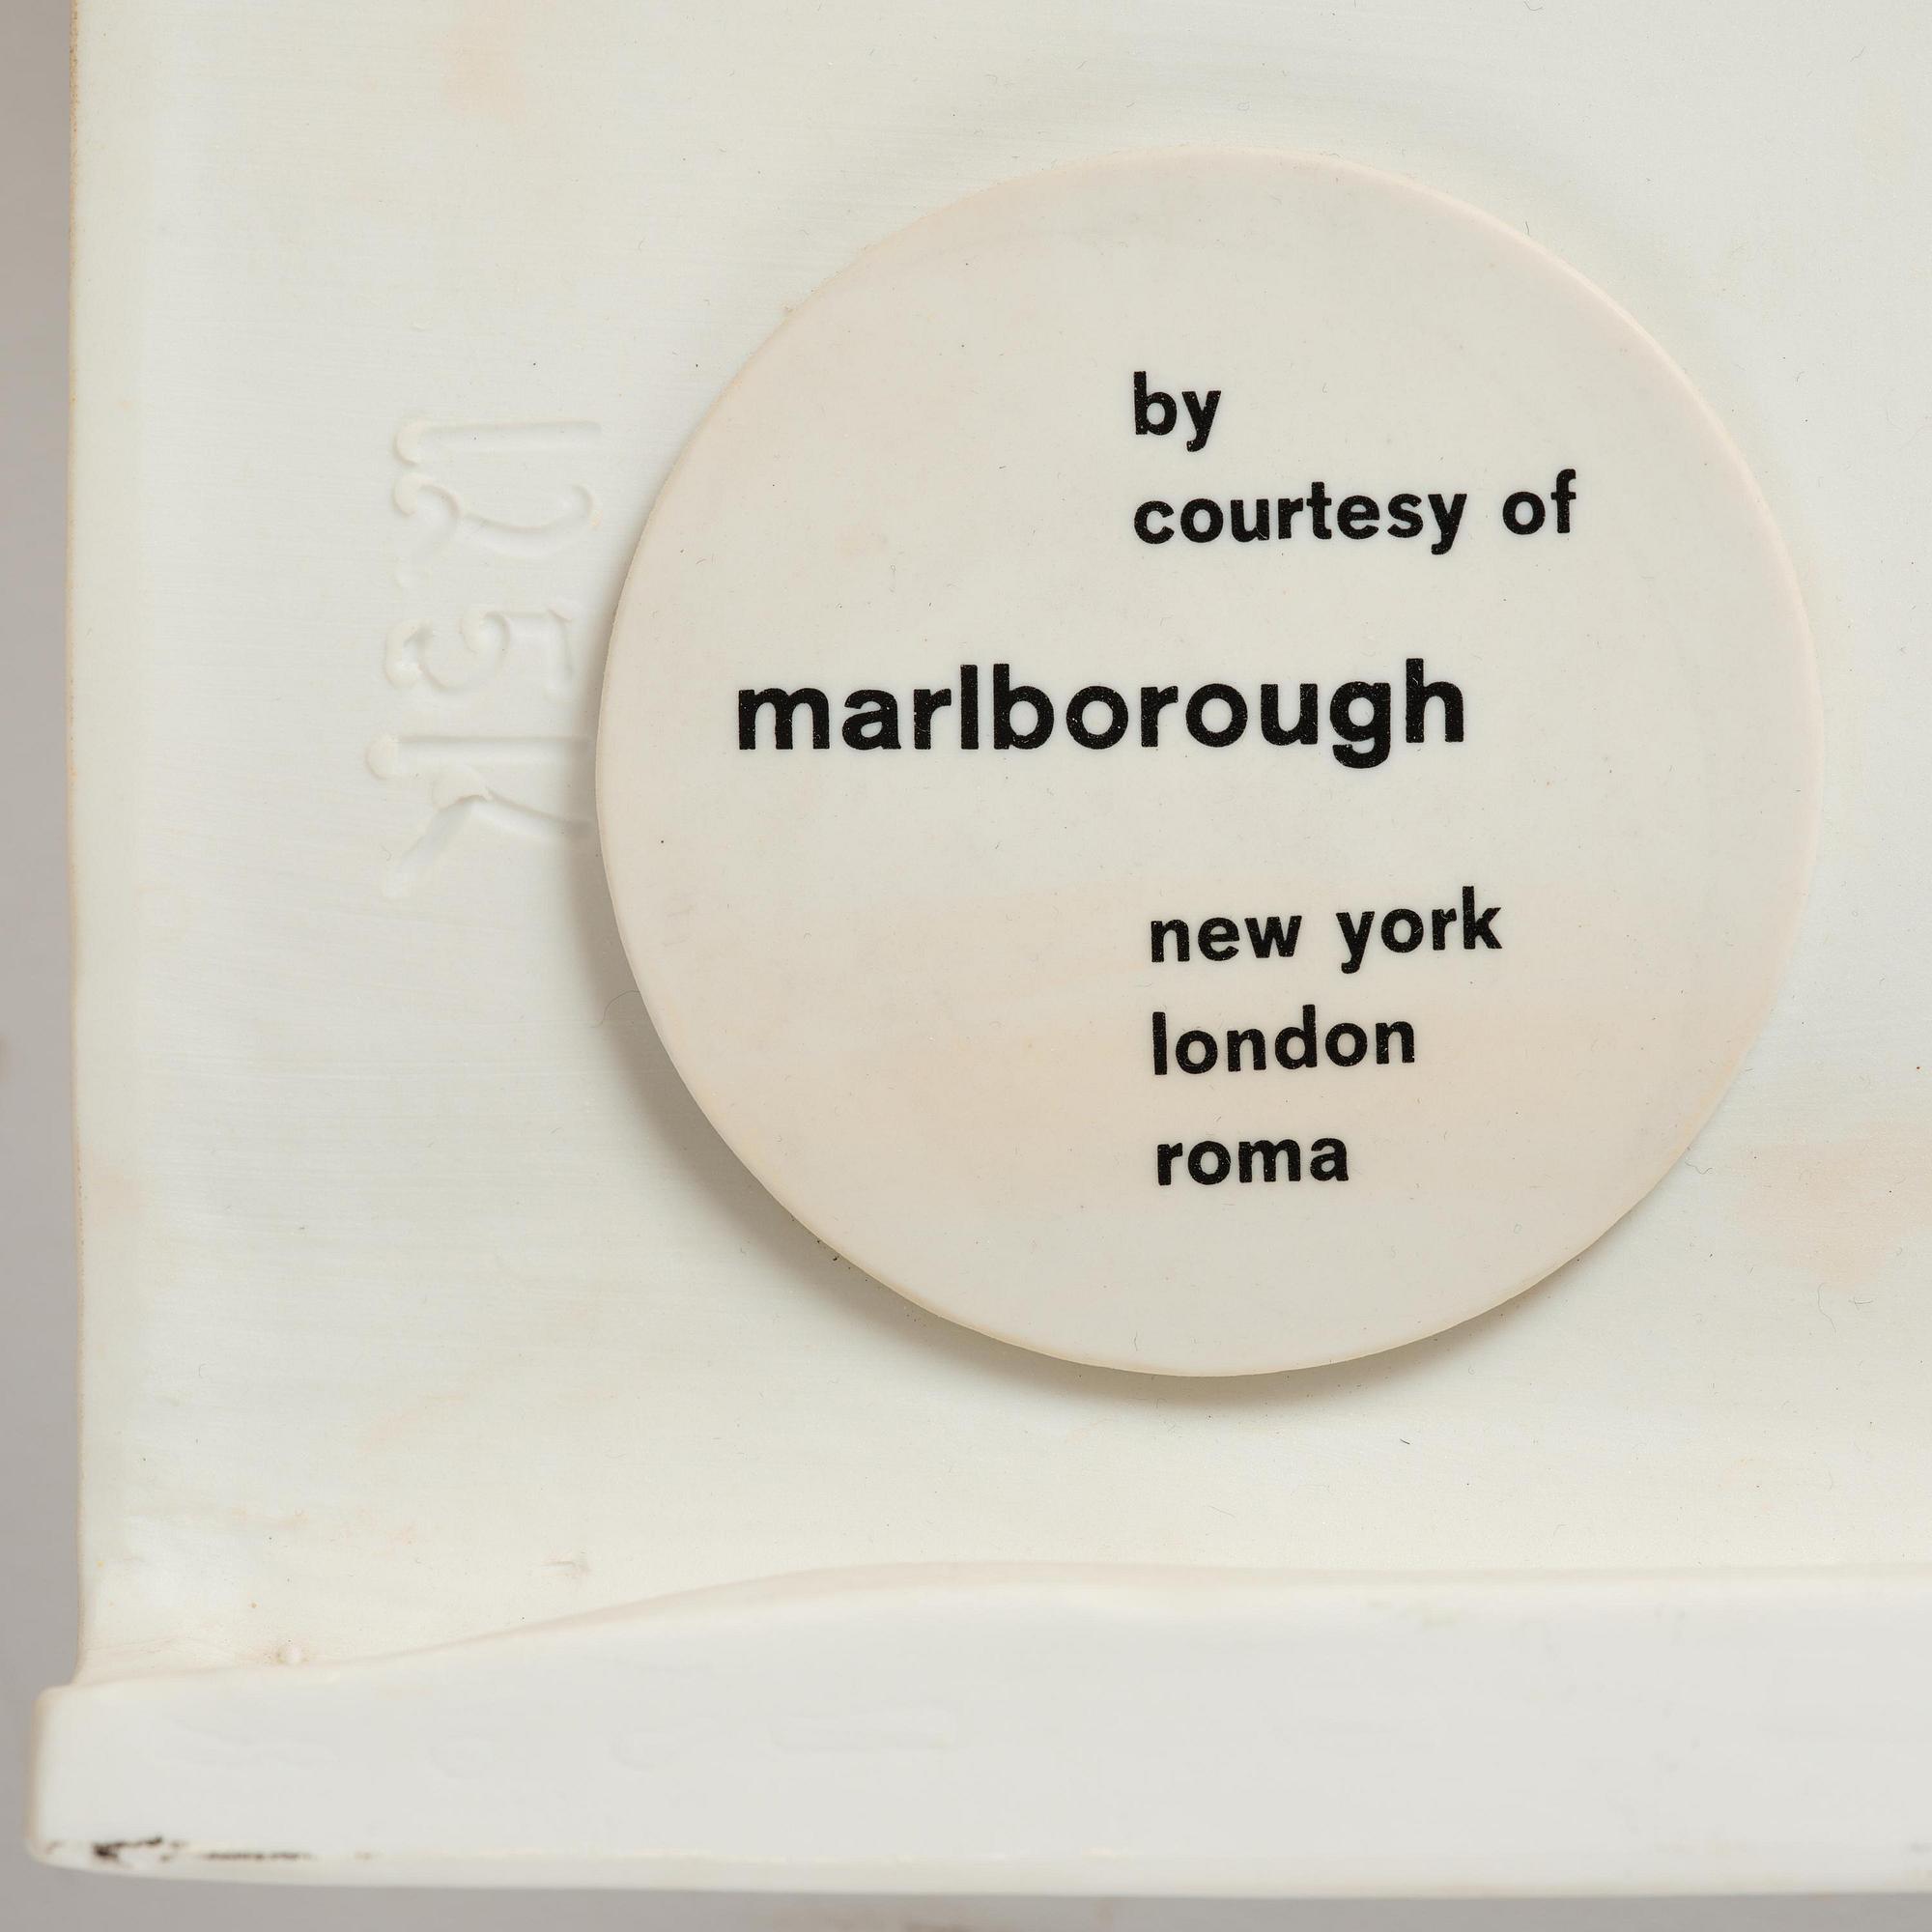 by
courtesy of
marlborough
new york
london
roma